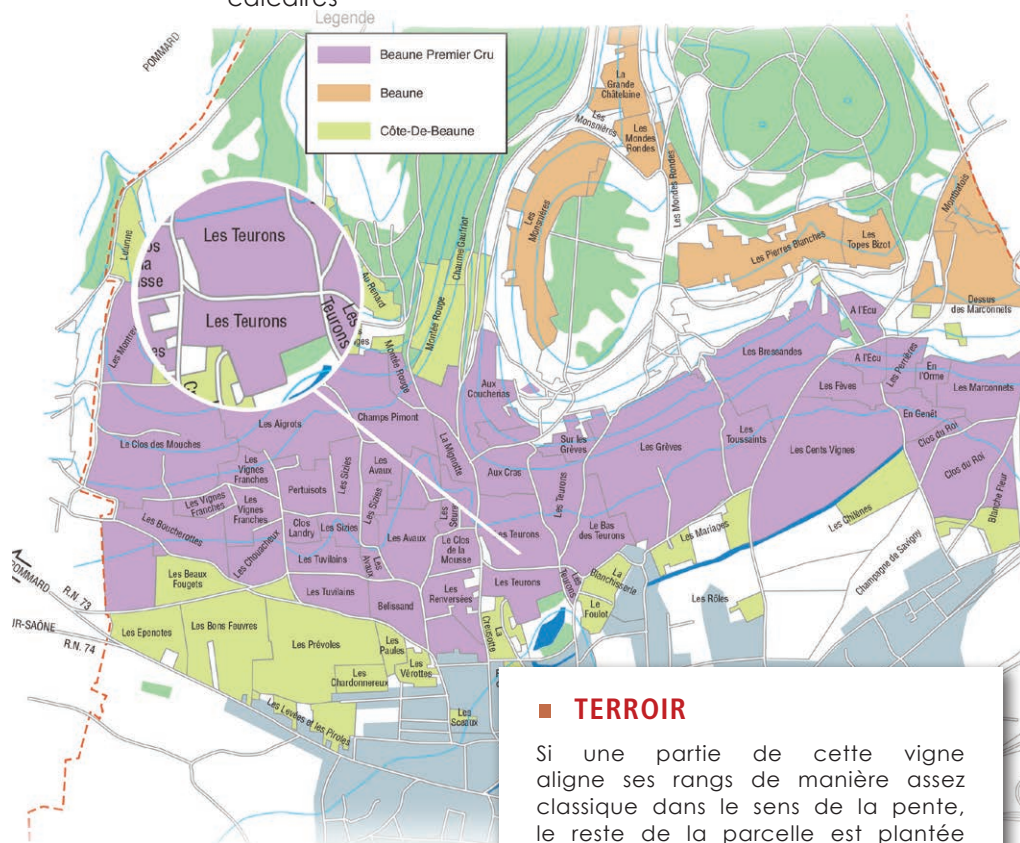 calcaires
Legende
Beaune Premier Cru
Beaune
Côte-De-Beaune
POMMARD
La
Grande
Châtelaine
Les
Monsnières
Les
Mondes
Rondes
Les Mondes Rondes
Les
Monsnières
Les Pierres Blanches
Les
Topes Bizot
Montbatois
Dessus
des Marconnets
Lulunne
Les Teurons
Les Teurons
Les
Teurons
Au Renard
Montée Rouge
Chaume Gaufriot
Montée Rouge
Les Aigrots
Champs Pimont
La Mignotte
Aux
Coucherias
Sur les
Grèves
Aux Cras
Les Teurons
Les Grèves
Les Bressandes
Les
Toussaints
A l'Ecu
A l'Ecu
Les Perrières
En
l'Orme
Les Fèves
Les Marconnets
En Genêt
Clos du Roi
Clos du Roi
Blanche Fleur
Les Cents Vignes
Le Clos des Mouches
Les
Vignes
Franches
Les Vignes
Franches
Les
Vignes
Franches
Pertuisots
Les Sizies
Les
Avaux
Les Sizies
Clos
Landry
Les Sizies
Les Avaux
Les Boucherottes
Les Chouacheux
Les Tuvilains
Les
Avaux
Le Clos
de la
Mousse
Le Bas
des Teurons
Les Teurons
Les
Teurons
La
Blanchisserie
Le
Foulot
Les Mariages
Les Chilènes
Les Rôles
Champagne de Savigny
Les Beaux
Fougets
Les Tuvilains
Belissand
Les
Renversées
La
Creusotte
POMMARD
R.N. 73
UR-SAÔNE
R.N. 74
Les Epenotes
Les Bons Feuvres
Les Prévoles
Les
Paules
Les
Vérottes
Les
Chardonnereux
Les Levées et les Piroles
Les
Sceaux
TERROIR
Si une partie de cette vigne
aligne ses rangs de manière assez
classique dans le sens de la pente,
le reste de la parcelle est plantée